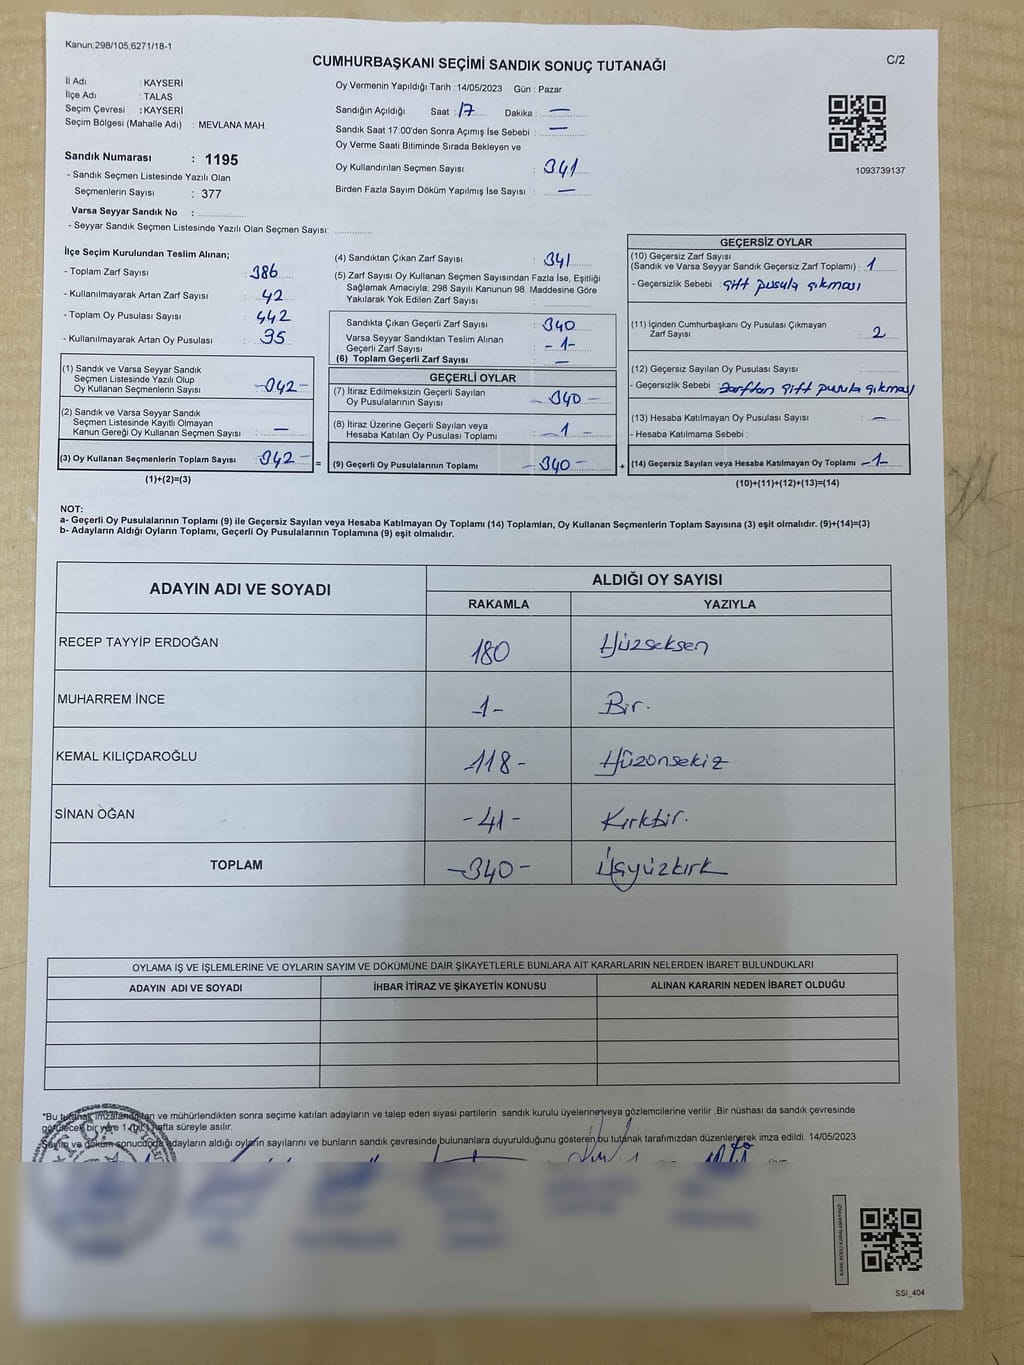 Kanun:298/105,6271/18-1
C/2
CUMHURBAŞKANI SEÇİMİ SANDIK SONUÇ TUTANAĞI
İl Adı : KAYSERİ
İlçe Adı : TALAS
Seçim Çevresi : KAYSERİ
Seçim Bölgesi (Mahalle Adı) : MEVLANA MAH.
Sandık Numarası : 1195
- Sandık Seçmen Listesinde Yazılı Olan
Seçmenlerin Sayısı : 377
Varsa Seyyar Sandık No :
- Seyyar Sandık Seçmen Listesinde Yazılı Olan Seçmen Sayısı:
Oy Vermenin Yapıldığı Tarih : 14/05/2023 Gün : Pazar
Sandığın Açıldığı Saat : 17 Dakika : —
Sandık Saat 17:00'den Sonra Açımış İse Sebebi : —
Oy Verme Saati Bitiminde Sırada Bekleyen ve
Oy Kullandırılan Seçmen Sayısı : 341
Birden Fazla Sayım Döküm Yapılmış İse Sayısı : —
1093739137
İlçe Seçim Kurulundan Teslim Alınan;
- Toplam Zarf Sayısı : 386
- Kullanılmayarak Artan Zarf Sayısı : 42
- Toplam Oy Pusulası Sayısı : 442
- Kullanılmayarak Artan Oy Pusulası : 95
(1) Sandık ve Varsa Seyyar Sandık
Seçmen Listesinde Yazılı Olup
Oy Kullanan Seçmenlerin Sayısı
(2) Sandık ve Varsa Seyyar Sandık
Seçmen Listesinde Kayıtlı Olmayan
Kanun Gereği Oy Kullanan Seçmen Sayısı : —
(3) Oy Kullanan Seçmenlerin Toplam Sayısı : 342 -
(1)+(2)=(3)
(4) Sandıktan Çıkan Zarf Sayısı : 341
(5) Zarf Sayısı Oy Kullanan Seçmen Sayısından Fazla İse, Eşitliği
Sağlamak Amacıyla; 298 Sayılı Kanunun 98. Maddesine Göre
Yakılarak Yok Edilen Zarf Sayısı :
Sandıkta Çıkan Geçerli Zarf Sayısı : 340
Varsa Seyyar Sandıktan Teslim Alınan
Geçerli Zarf Sayısı : - 1 -
(6) Toplam Geçerli Zarf Sayısı : —
GEÇERLİ OYLAR
(7) İtiraz Edilmeksizin Geçerli Sayılan
Oy Pusulalarının Sayısı : - 340 -
(8) İtiraz Üzerine Geçerli Sayılan veya
Hesaba Katılan Oy Pusulası Toplamı : - 1 -
= (9) Geçerli Oy Pusulalarının Toplamı : - 340 - +
GEÇERSİZ OYLAR
(10) Geçersiz Zarf Sayısı
(Sandık ve Varsa Seyyar Sandık Geçersiz Zarf Toplamı) : 1
- Geçersizlik Sebebi : Çift pusula çıkması
(11) İçinden Cumhurbaşkanı Oy Pusulası Çıkmayan
Zarf Sayısı : 2
(12) Geçersiz Sayılan Oy Pusulası Sayısı :
- Geçersizlik Sebebi : Zarftan çift pusula çıkması
(13) Hesaba Katılmayan Oy Pusulası Sayısı : —
- Hesaba Katılmama Sebebi :
(14) Geçersiz Sayılan veya Hesaba Katılmayan Oy Toplamı - 1 -
(10)+(11)+(12)+(13)=(14)
NOT:
a- Geçerli Oy Pusulalarının Toplamı (9) ile Geçersiz Sayılan veya Hesaba Katılmayan Oy Toplamı (14) Toplamları, Oy Kullanan Seçmenlerin Toplam Sayısına (3) eşit olmalıdır. (9)+(14)=(3)
b- Adayların Aldığı Oyların Toplamı, Geçerli Oy Pusulalarının Toplamına (9) eşit olmalıdır.
ADAYIN ADI VE SOYADI ALDIĞI OY SAYISI
RAKAMLA YAZIYLA
RECEP TAYYİP ERDOĞAN 180 Yüzseksen
MUHARREM İNCE 1- Bir.
KEMAL KILIÇDAROĞLU -118- Yüzonsekiz
SİNAN OĞAN -41- Kırkbir.
TOPLAM -340- Üçyüzkırk
OYLAMA İŞ VE İŞLEMLERİNE VE OYLARIN SAYIM VE DÖKÜMÜNE DAİR ŞİKAYETLERLE BUNLARA AİT KARARLARIN NELERDEN İBARET BULUNDUKLARI
ADAYIN ADI VE SOYADI İHBAR İTİRAZ VE ŞİKAYETİN KONUSU ALINAN KARARIN NEDEN İBARET OLDUĞU
*Bu tutanak imzalandıktan ve mühürlendikten sonra seçime katılan adayların ve talep eden siyasi partilerin sandık kurulu üyelerine veya gözlemcilerine verilir. Bir nüshası da sandık çevresinde
görülecek bir yere 1 (bir) hafta süreyle asılır.
Sayım ve döküm sonucunda adayların aldığı oyların sayılarını ve bunların sandık çevresinde bulunanlara duyurulduğunu gösteren bu tutanak tarafımızdan düzenlenerek imza edildi. 14/05/2023
KARE KODU KARALAMAYINIZ!
SSI_404